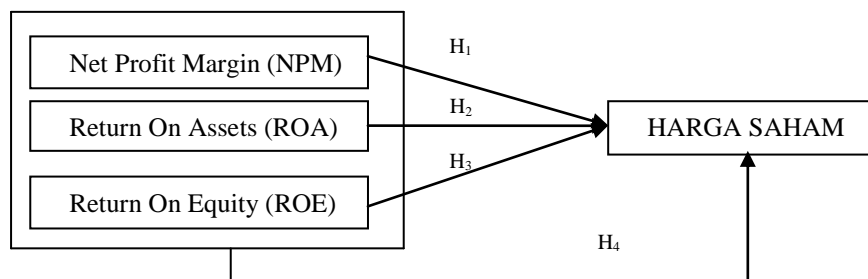 H₁
Net Profit Margin (NPM)
H₂
Return On Assets (ROA)
HARGA SAHAM
H₃
Return On Equity (ROE)
H₄